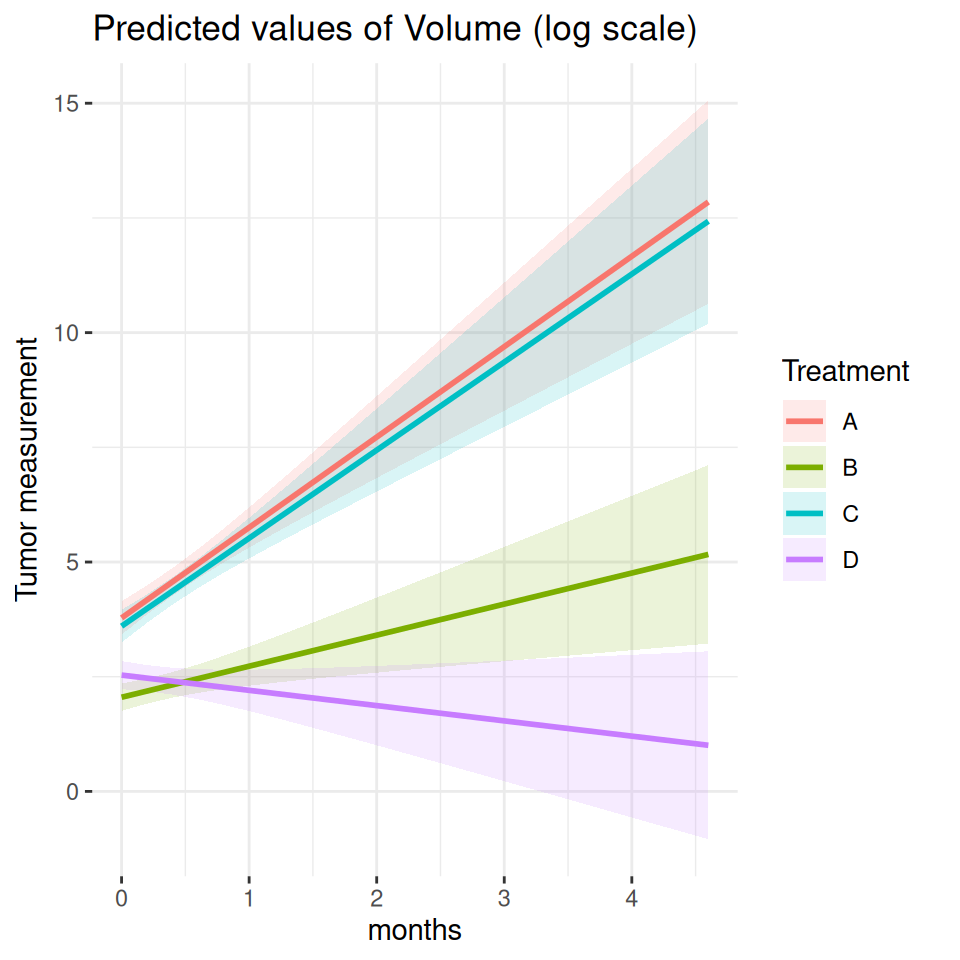 Predicted values of Volume (log scale)
Tumor measurement
15
10
5
0
0 1 2 3 4
months
Treatment
A
B
C
D